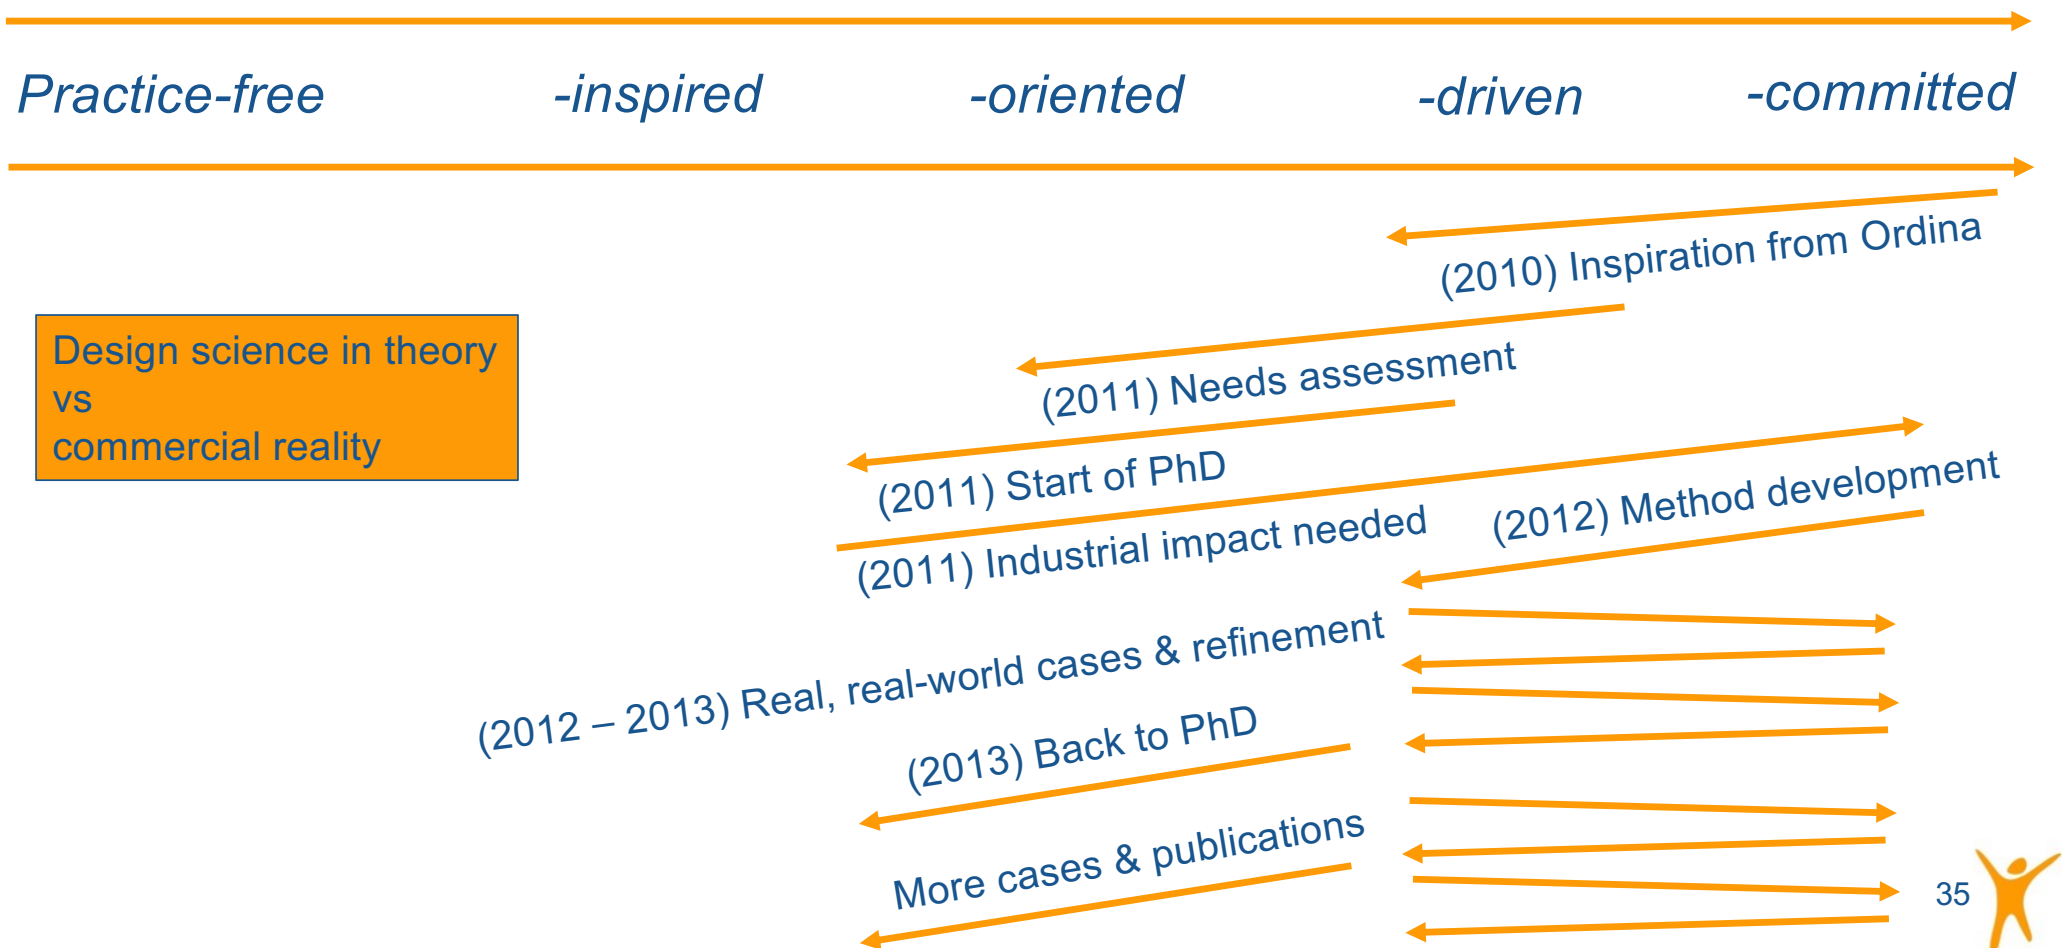 Practice-free -inspired -oriented -driven -committed
(2010) Inspiration from Ordina
Design science in theory
vs
commercial reality
(2011) Needs assessment
(2011) Start of PhD
(2011) Industrial impact needed
(2012) Method development
(2012 – 2013) Real, real-world cases & refinement
(2013) Back to PhD
More cases & publications
35